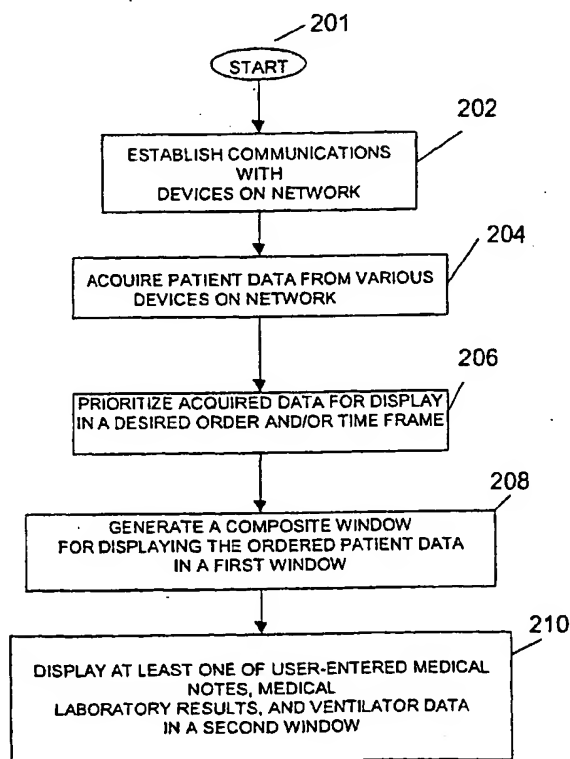 201
START
202
ESTABLISH COMMUNICATIONS
WITH
DEVICES ON NETWORK
204
ACQUIRE PATIENT DATA FROM VARIOUS
DEVICES ON NETWORK
206
PRIORITIZE ACQUIRED DATA FOR DISPLAY
IN A DESIRED ORDER AND/OR TIME FRAME
208
GENERATE A COMPOSITE WINDOW
FOR DISPLAYING THE ORDERED PATIENT DATA
IN A FIRST WINDOW
210
DISPLAY AT LEAST ONE OF USER-ENTERED MEDICAL
NOTES, MEDICAL
LABORATORY RESULTS, AND VENTILATOR DATA
IN A SECOND WINDOW